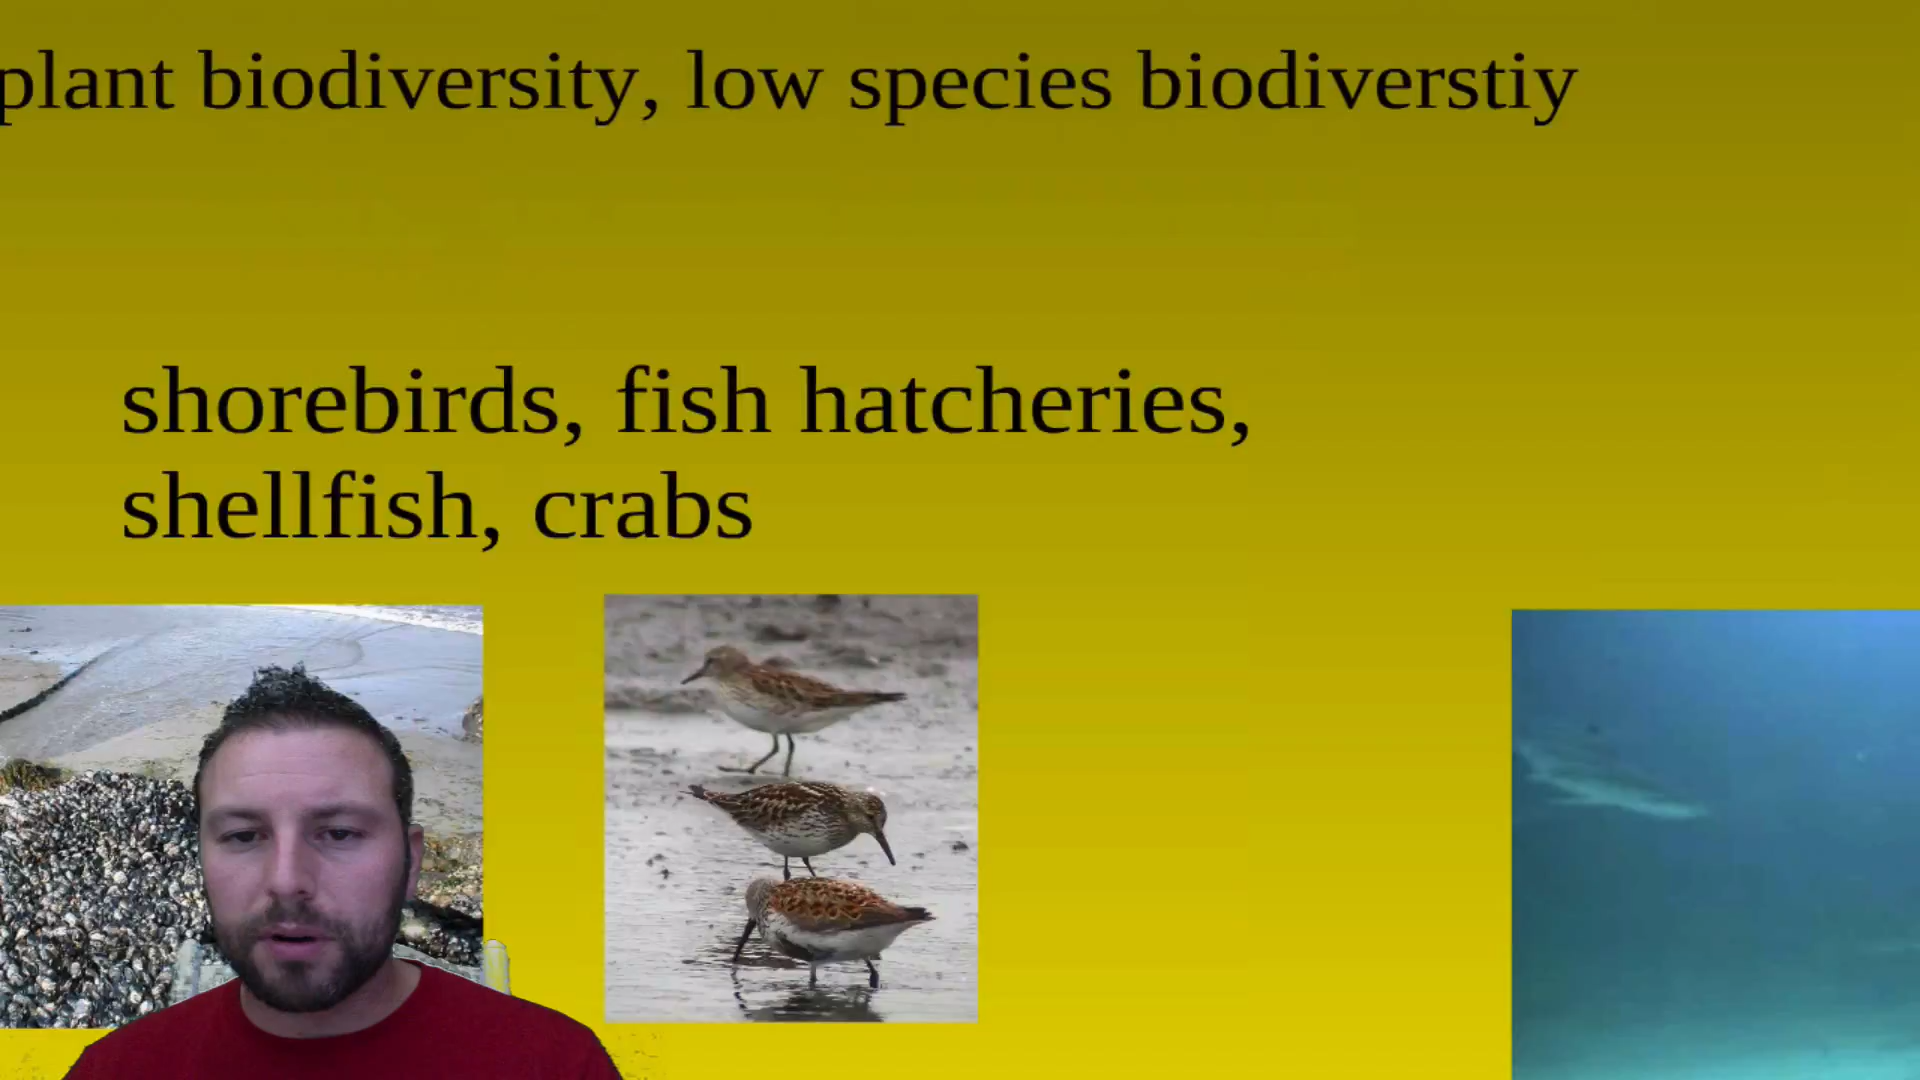 plant biodiversity, low species biodiverstiy
shorebirds, fish hatcheries,
shellfish, crabs